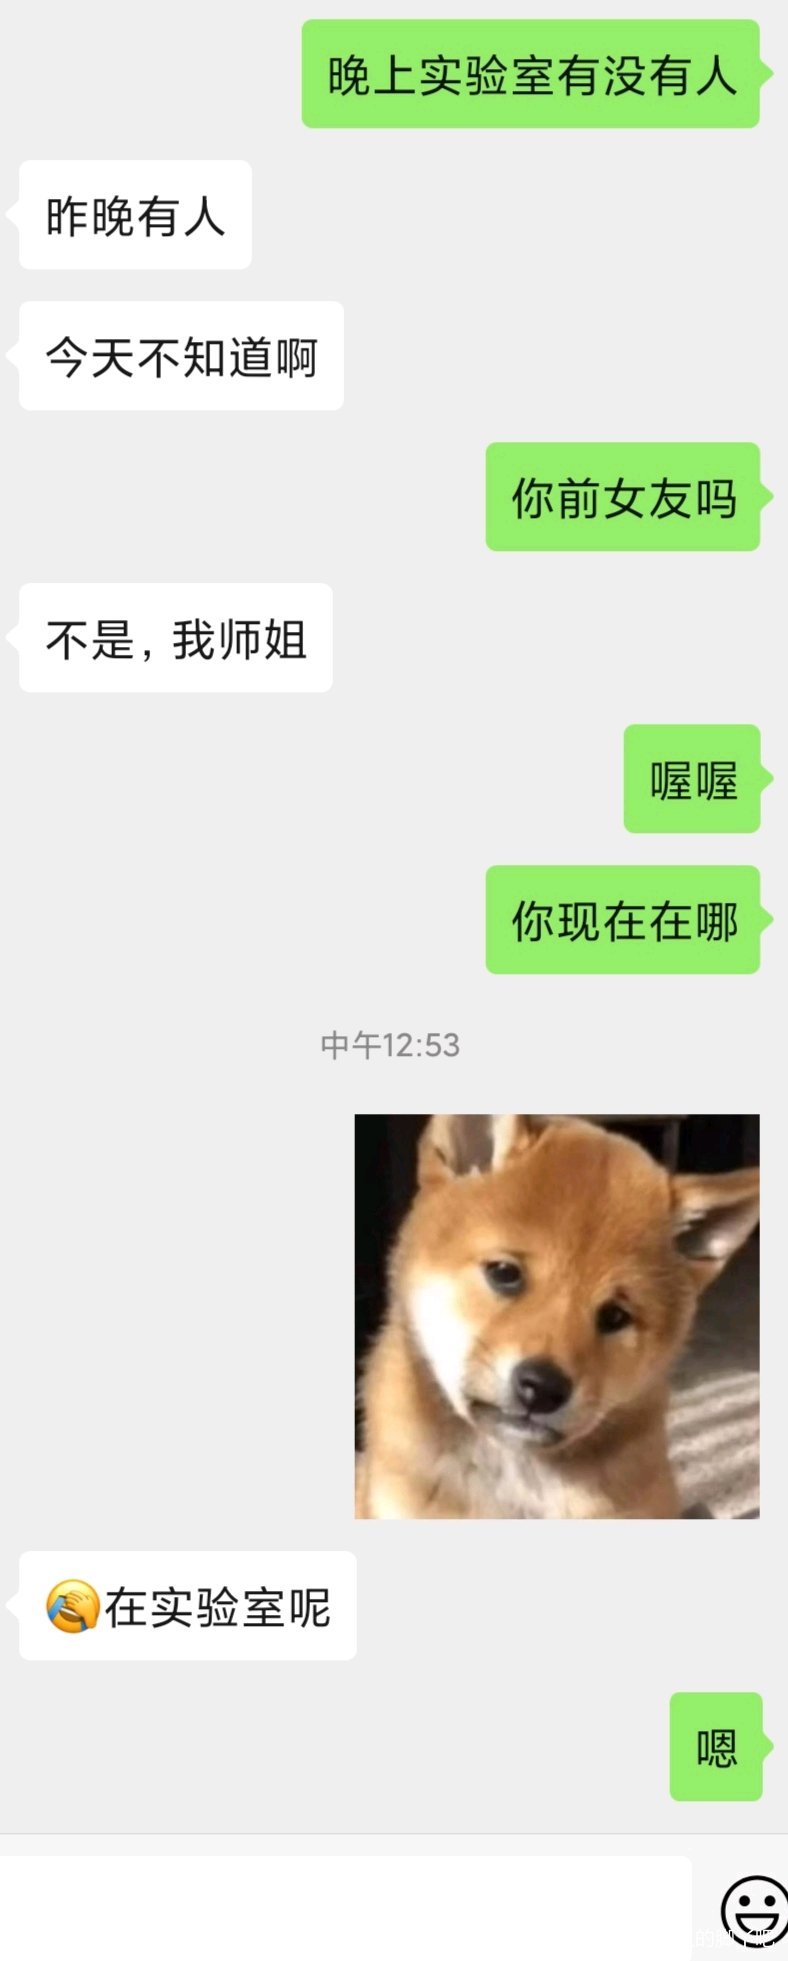 晚上实验室有没有人
昨晚有人
今天不知道啊
你前女友吗
不是，我师姐
喔喔
你现在在哪
中午12:53
🤦在实验室呢
嗯